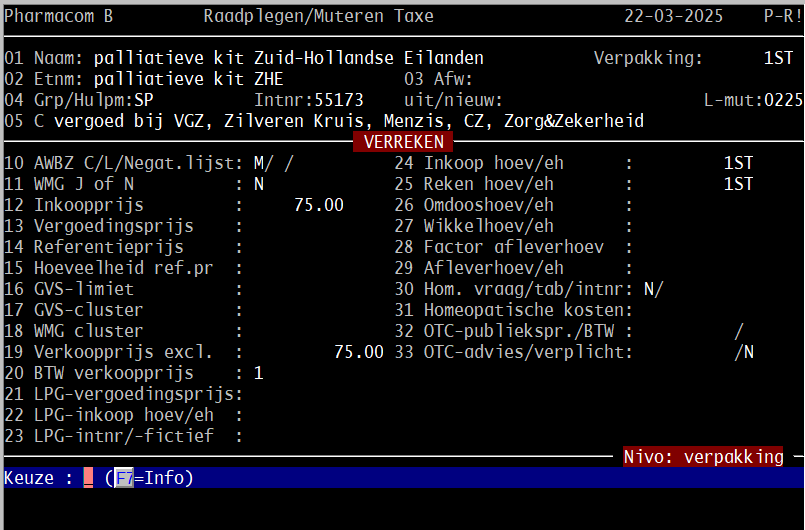 Pharmacom B Raadplegen/Muteren Taxe 22-03-2025 P-R!
01 Naam: palliatieve kit Zuid-Hollandse Eilanden Verpakking: 1ST
02 Etnm: palliatieve kit ZHE 03 Afw:
04 Grp/Hulpm:SP Intnr:55173 uit/nieuw: L-mut:0225
05 C vergoed bij VGZ, Zilveren Kruis, Menzis, CZ, Zorg&Zekerheid
VERREKEN
10 AWBZ C/L/Negat.lijst: M/ / 24 Inkoop hoev/eh : 1ST
11 WMG J of N : N 25 Reken hoev/eh : 1ST
12 Inkoopprijs : 75.00 26 Omdooshoev/eh :
13 Vergoedingsprijs : 27 Wikkelhoev/eh :
14 Referentieprijs : 28 Factor afleverhoev :
15 Hoeveelheid ref.pr : 29 Afleverhoev/eh :
16 GVS-limiet : 30 Hom. vraag/tab/intnr: N/
17 GVS-cluster : 31 Homeopatische kosten:
18 WMG cluster : 32 OTC-publiekspr./BTW : /
19 Verkoopprijs excl. : 75.00 33 OTC-advies/verplicht: /N
20 BTW verkoopprijs : 1
21 LPG-vergoedingsprijs:
22 LPG-inkoop hoev/eh :
23 LPG-intnr/-fictief :
Nivo: verpakking
Keuze : _ (F7=Info)